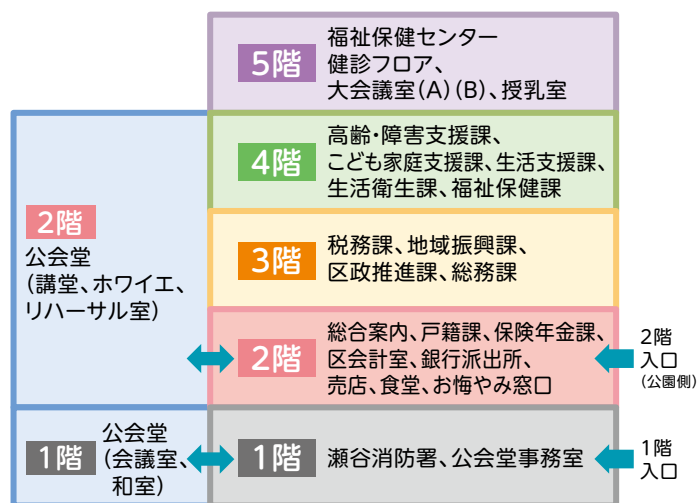 5階
福祉保健センター
健診フロア、
大会議室(A)(B)、授乳室
4階
高齢・障害支援課、
こども家庭支援課、生活支援課、
生活衛生課、福祉保健課
3階
税務課、地域振興課、
区政推進課、総務課
2階
公会堂
(講堂、ホワイエ、
リハーサル室)
2階
総合案内、戸籍課、保険年金課、
区会計室、銀行派出所、
売店、食堂、お悔やみ窓口
2階
入口
(公園側)
1階
公会堂
(会議室、
和室)
1階
瀬谷消防署、公会堂事務室
1階
入口